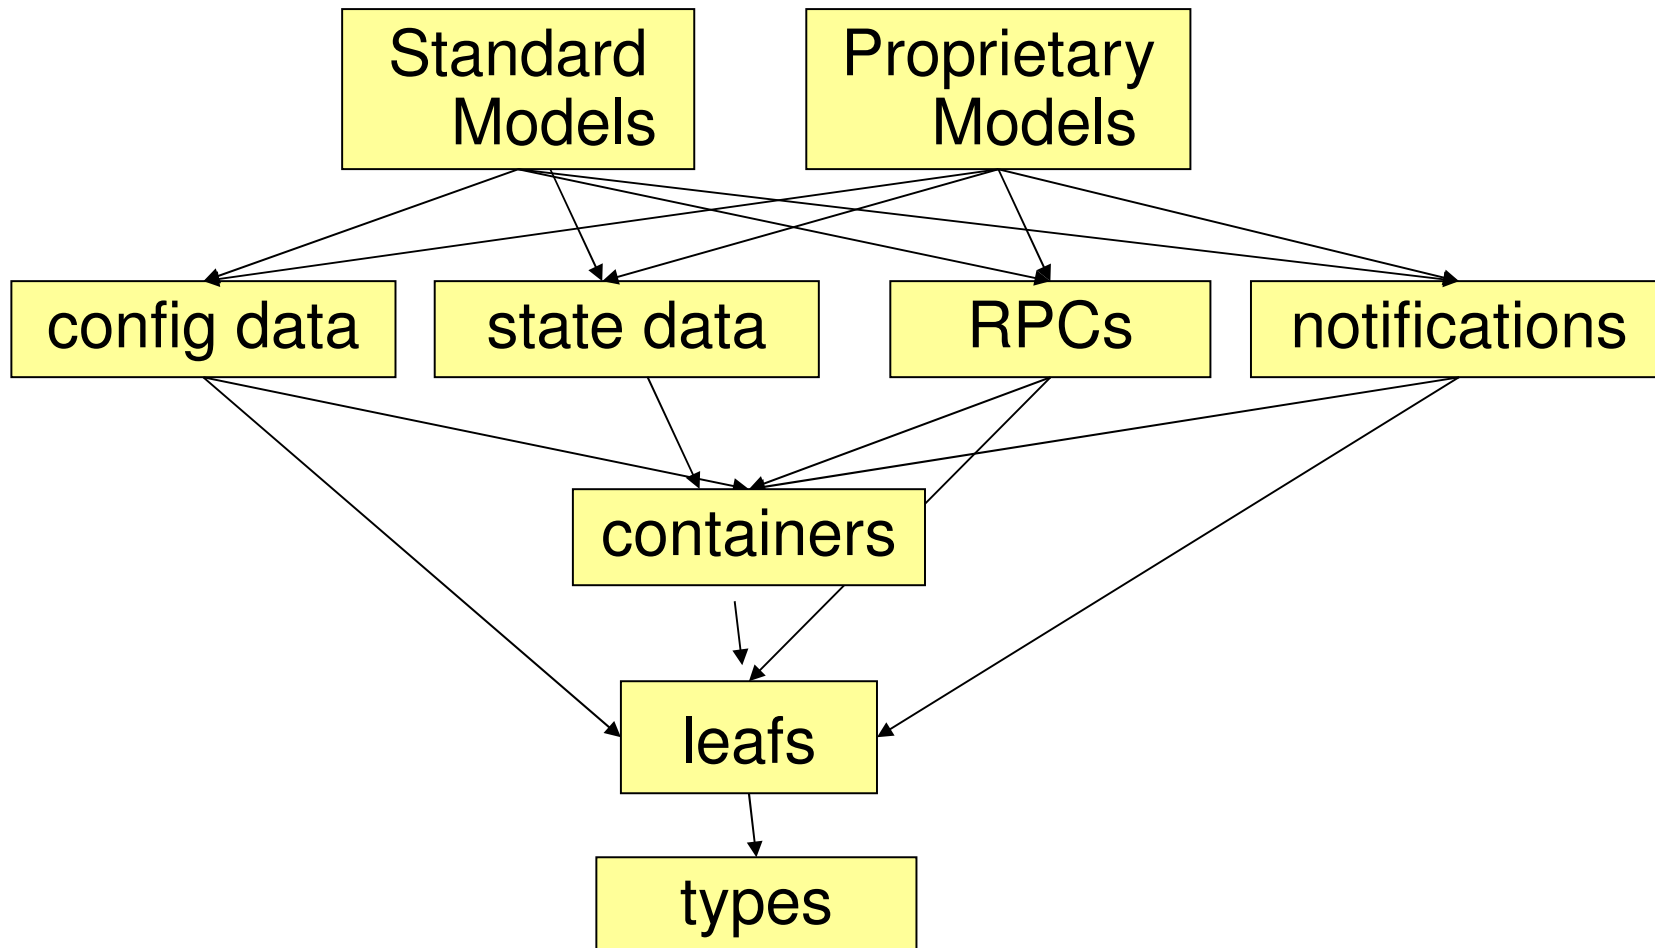 Standard
Models
Proprietary
Models
config data
state data
RPCs
notifications
containers
leafs
types